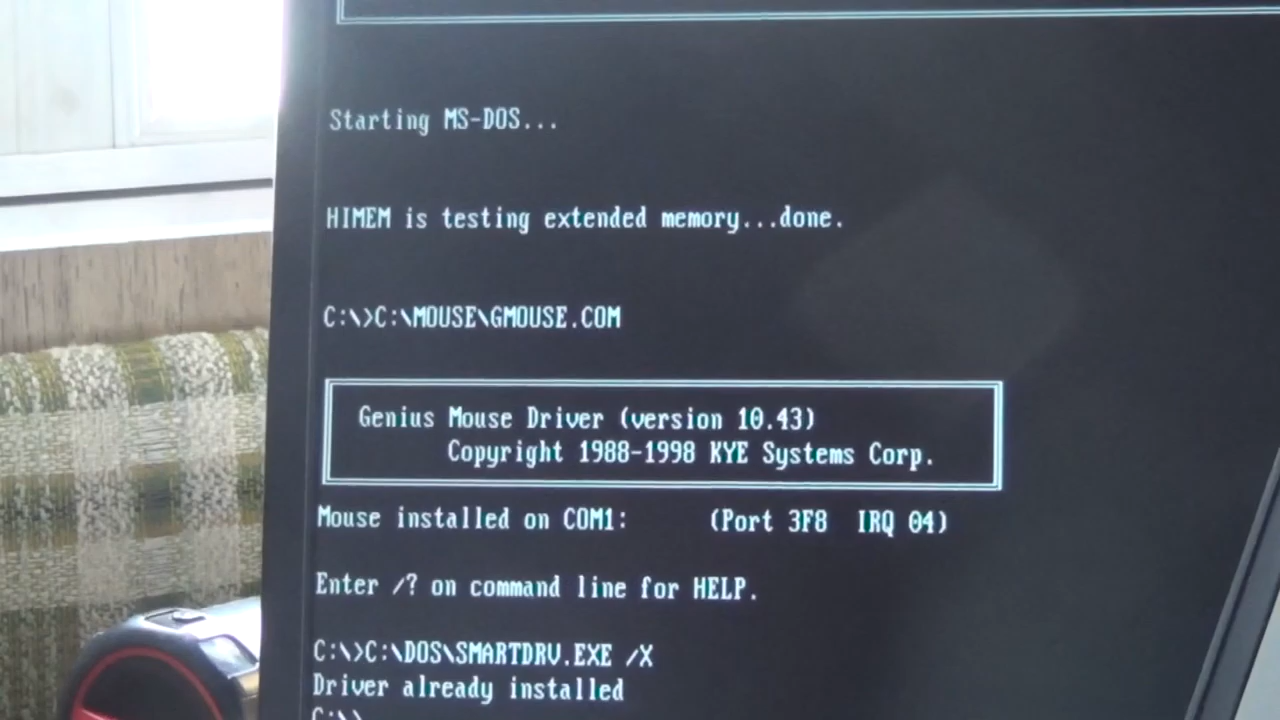 Starting MS-DOS...
HIMEM is testing extended memory...done.
C:\>C:\MOUSE\GMOUSE.COM
Genius Mouse Driver (version 10.43)
Copyright 1988-1998 KYE Systems Corp.
Mouse installed on COM1: (Port 3F8 IRQ 04)
Enter /? on command line for HELP.
C:\>C:\DOS\SMARTDRV.EXE /X
Driver already installed
C:\>